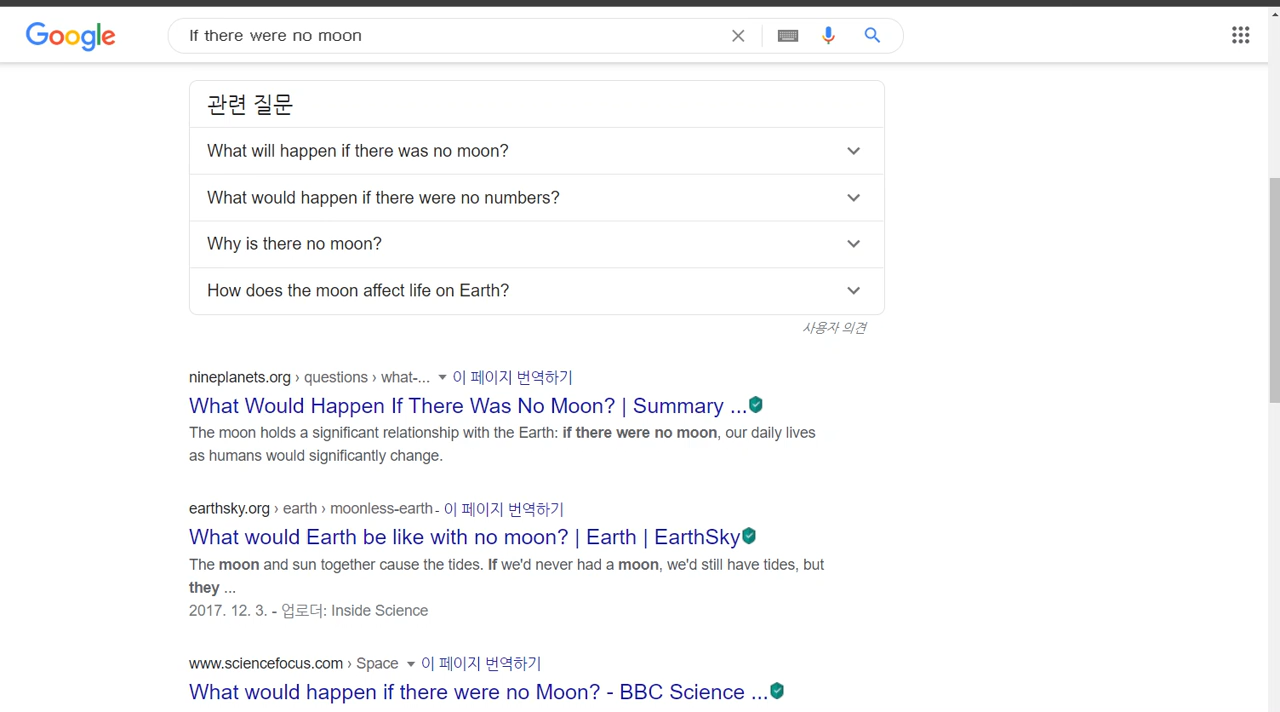 Google
If there were no moon
관련 질문
What will happen if there was no moon?
What would happen if there were no numbers?
Why is there no moon?
How does the moon affect life on Earth?
사용자 의견
nineplanets.org › questions › what-... 이 페이지 번역하기
What Would Happen If There Was No Moon? | Summary ...
The moon holds a significant relationship with the Earth: if there were no moon, our daily lives
as humans would significantly change.
earthsky.org › earth › moonless-earth - 이 페이지 번역하기
What would Earth be like with no moon? | Earth | EarthSky
The moon and sun together cause the tides. If we'd never had a moon, we'd still have tides, but
they ...
2017. 12. 3. - 업로더: Inside Science
www.sciencefocus.com › Space 이 페이지 번역하기
What would happen if there were no Moon? - BBC Science ...